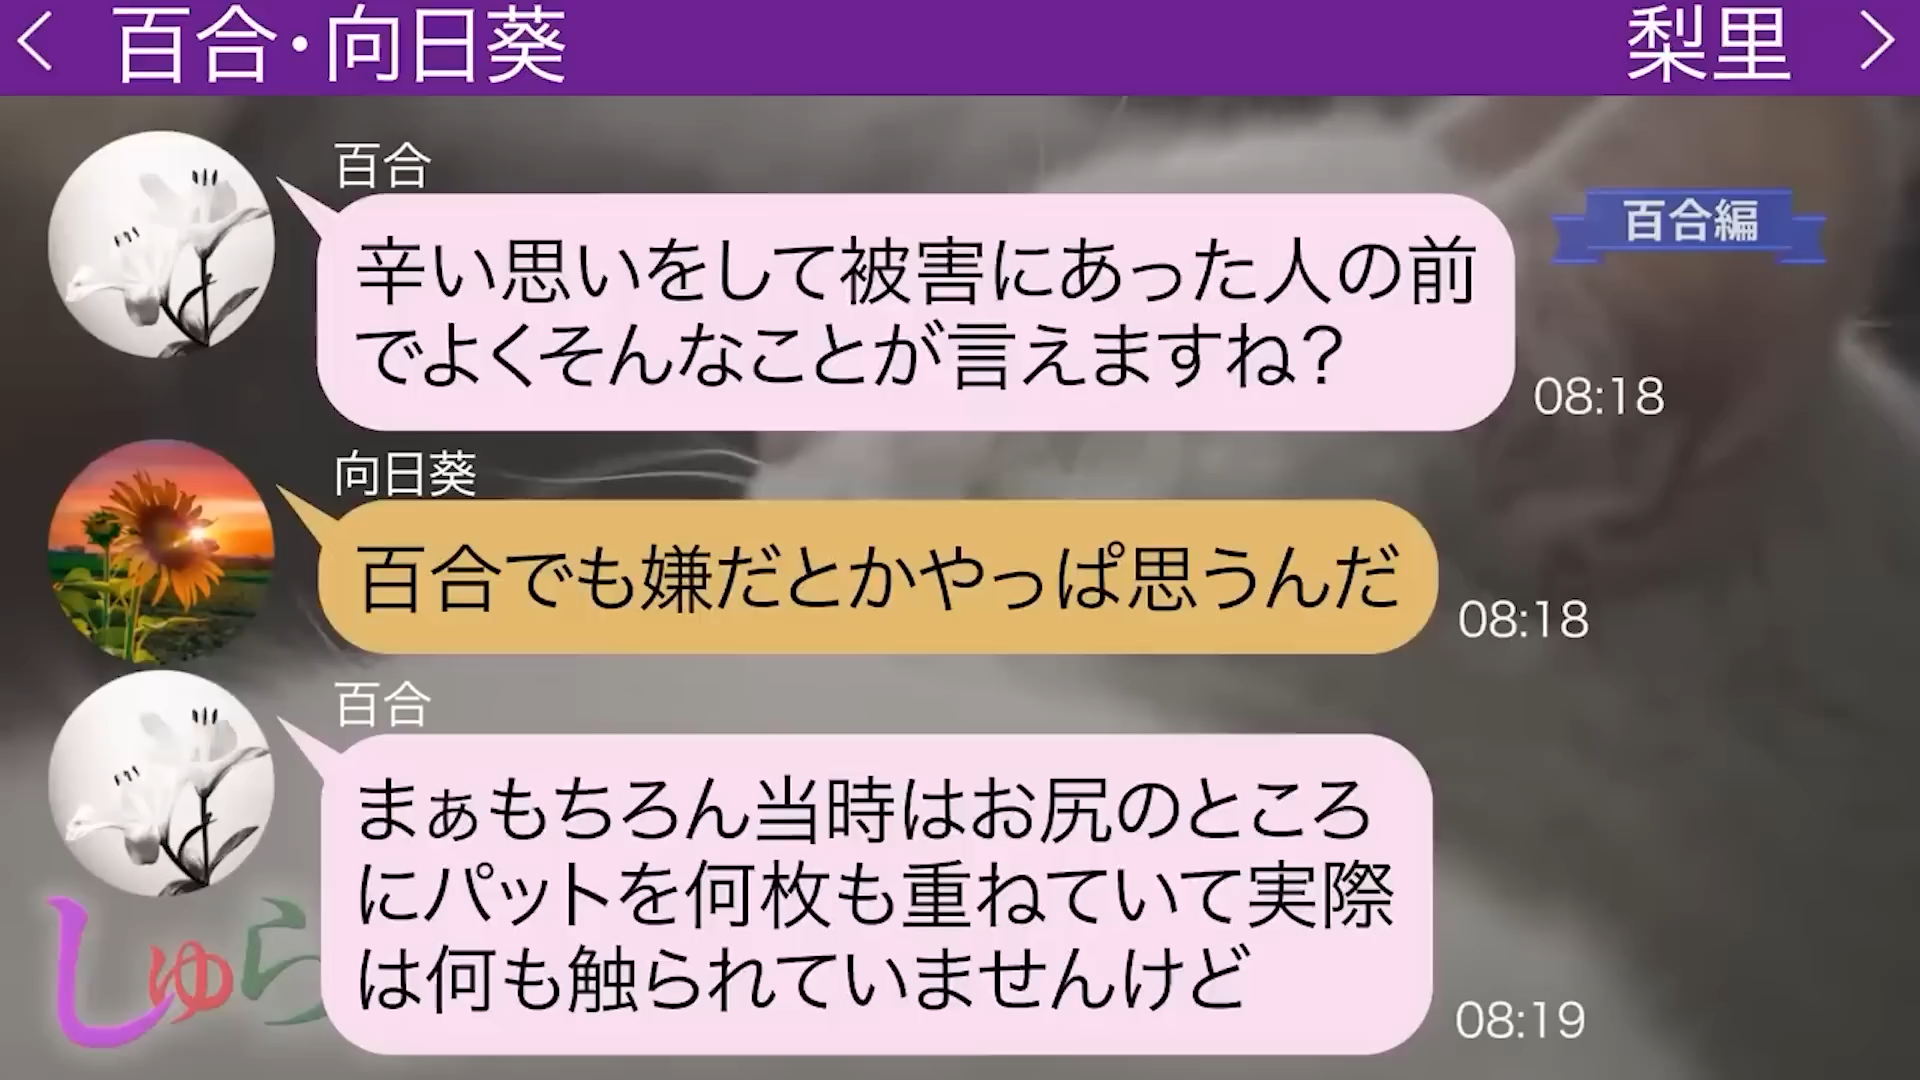 百合・向日葵
梨里
百合
百合編
辛い思いをして被害にあった人の前
でよくそんなことが言えますね？
08:18
向日葵
百合でも嫌だとかやっぱ思うんだ
08:18
百合
まぁもちろん当時はお尻のところ
にパットを何枚も重ねていて実際
は何も触られていませんけど
08:19
しゅら